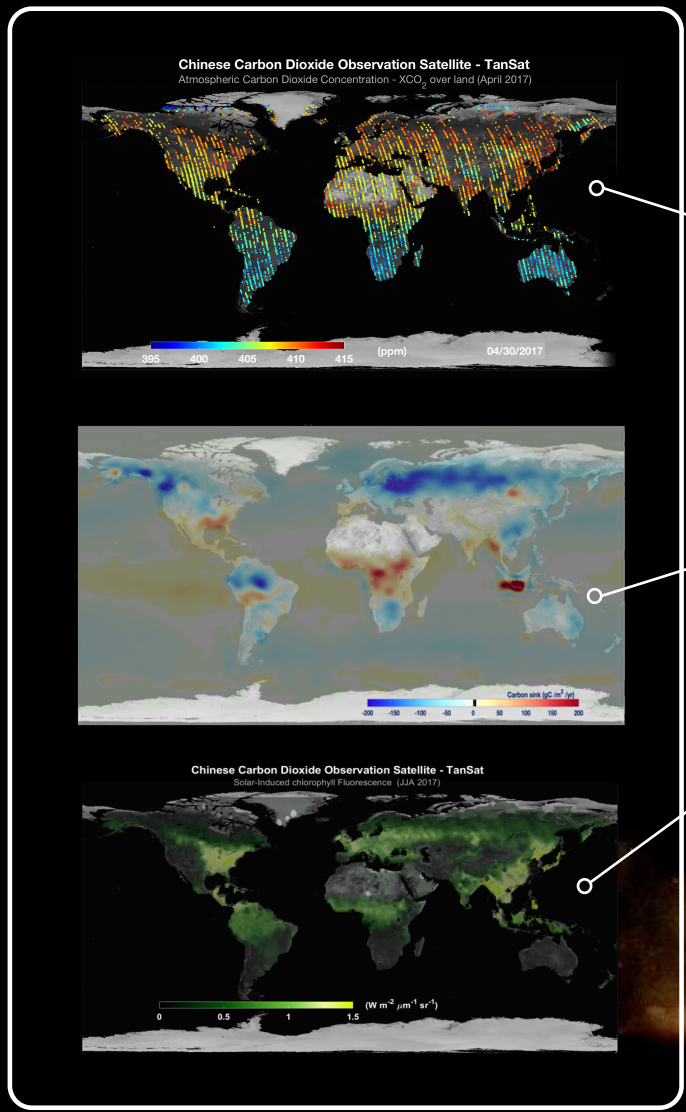 Chinese Carbon Dioxide Observation Satellite - TanSat
Atmospheric Carbon Dioxide Concentration - XCO2 over land (April 2017)
395 400 405 410 415 (ppm) 04/30/2017
Carbon sink (gC /m² /yr)
-200 -150 -100 -50 0 50 100 150 200
Chinese Carbon Dioxide Observation Satellite - TanSat
Solar-Induced chlorophyll Fluorescence (JJA 2017)
(W m⁻² μm⁻¹ sr⁻¹)
0 0.5 1 1.5